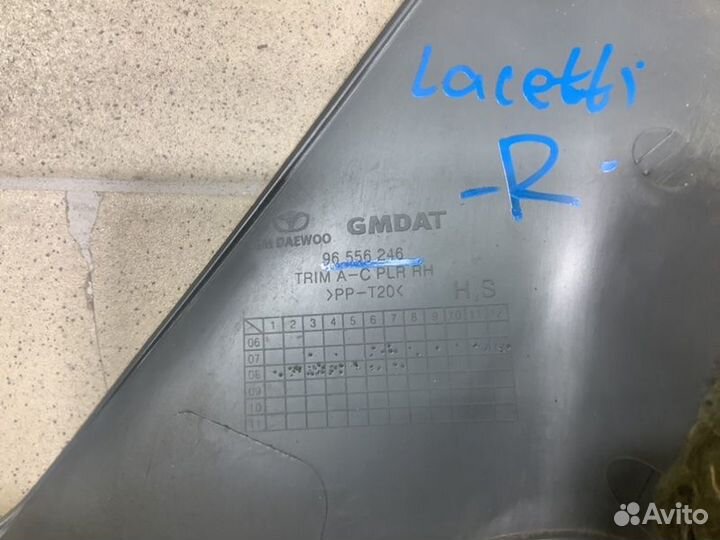 Lacetti
-R-
GM DAEWOO GMDAT
96 556 246
TRIM A-C PLR RH
>PP-T20< H,S
1 2 3 4 5 6 7 8 9 10 11 12
06
07
08
09
10
11
Avito